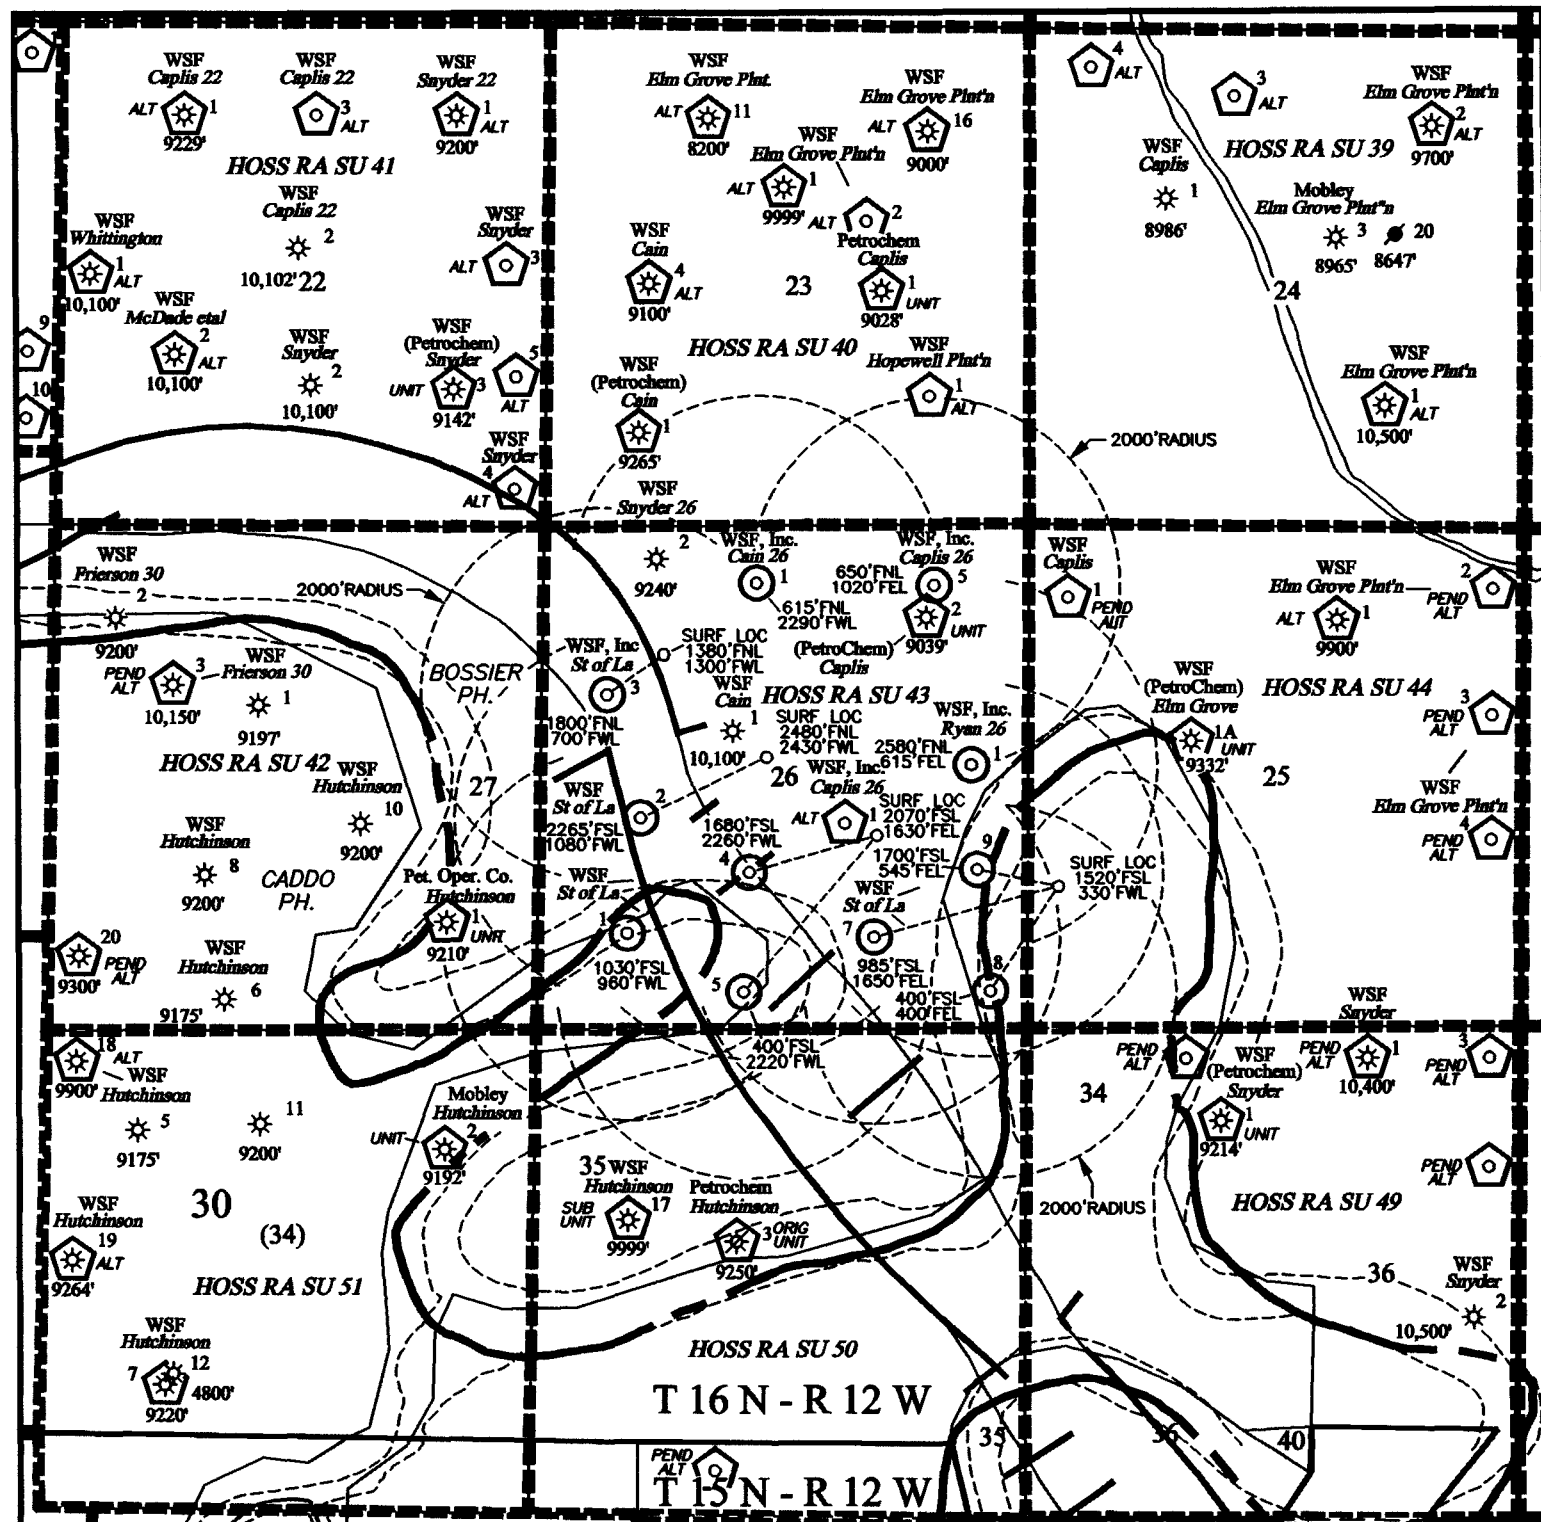 WSF
Caplis 22
ALT 1
9229'
WSF
Caplis 22
3
ALT
WSF
Snyder 22
1
ALT
9200'
HOSS RA SU 41
WSF
Caplis 22
2
10,102'
22
WSF
Whittington
1
ALT
10,100'
WSF
Snyder
ALT 3
WSF
McDade etal
2
ALT
10,100'
WSF
Snyder
2
10,100'
WSF
(Petrochem)
Snyder
UNIT 3
9142'
5
ALT
WSF
Snyder
4
ALT
9
10
WSF
Elm Grove Plnt.
ALT 11
8200'
WSF
Elm Grove Plnt'n
ALT 16
9000'
WSF
Elm Grove Plnt'n
ALT 1
9999'
ALT 2
Petrochem
Caplis
1
UNIT
9028'
WSF
Cain
4
ALT
9100'
23
HOSS RA SU 40
WSF
(Petrochem)
Cain
1
9265'
WSF
Hopewell Plnt'n
1
ALT
4
ALT
3
ALT
WSF
Elm Grove Plnt'n
2
ALT
9700'
HOSS RA SU 39
WSF
Caplis
1
8986'
Mobley
Elm Grove Plnt"n
3
8965'
20
8647'
24
WSF
Elm Grove Plnt'n
1
ALT
10,500'
2000'RADIUS
WSF
Snyder 26
2
9240'
WSF
Frierson 30
2
9200'
2000'RADIUS
PEND
ALT
3
10,150'
WSF
Frierson 30
1
9197'
HOSS RA SU 42
BOSSIER
PH.
WSF
Hutchinson
10
9200'
27
WSF
Hutchinson
8
9200'
CADDO
PH.
Pet. Oper. Co.
Hutchinson
1
UNIT
9210'
20
PEND
ALT
9300'
WSF
Hutchinson
6
9175'
WSF, Inc.
Cain 26
1
615'FNL
2290'FWL
WSF, Inc.
Caplis 26
650'FNL
1020'FEL
5
2
UNIT
9039'
(PetroChem)
Caplis
WSF, Inc
St of La
3
SURF LOC
1380'FNL
1300'FWL
1800'FNL
700'FWL
WSF
Cain
1
10,100'
HOSS RA SU 43
SURF LOC
2480'FNL
2430'FWL
WSF, Inc.
Ryan 26
2580'FNL
615'FEL
1
26
WSF, Inc.
Caplis 26
ALT 1
SURF LOC
2070'FSL
1630'FEL
WSF
St of La
2
2265'FSL
1080'FWL
1680'FSL
2260'FWL
4
1700'FSL
545'FEL
9
WSF
St of La
1
1030'FSL
960'FWL
WSF
St of La
7
985'FSL
1650'FEL
5
400'FSL
2220'FWL
8
400'FSL
400'FEL
SURF LOC
1520'FSL
330'FWL
WSF
Caplis
1
PEND
ALT
WSF
Elm Grove Plnt'n
2
PEND
ALT
ALT 1
9900'
WSF
(PetroChem)
Elm Grove
1A
UNIT
9332'
HOSS RA SU 44
3
PEND
ALT
25
WSF
Elm Grove Plnt'n
4
PEND
ALT
18
ALT
9900'
WSF
Hutchinson
5
9175'
11
9200'
Mobley
Hutchinson
UNIT 2
9192'
30
(34)
WSF
Hutchinson
19
ALT
9264'
HOSS RA SU 51
WSF
Hutchinson
7 12
4800'
9220'
35
WSF
Hutchinson
SUB
UNIT
17
9999'
Petrochem
Hutchinson
3
ORIG
UNIT
9250'
HOSS RA SU 50
T 16 N - R 12 W
PEND
ALT
T 15 N - R 12 W
34
2000'RADIUS
PEND
ALT
WSF
(Petrochem)
Snyder
1
UNIT
9214'
WSF
Snyder
PEND
ALT
1
10,400'
3
PEND
ALT
PEND
ALT
HOSS RA SU 49
36
WSF
Snyder
2
10,500'
35
36
40